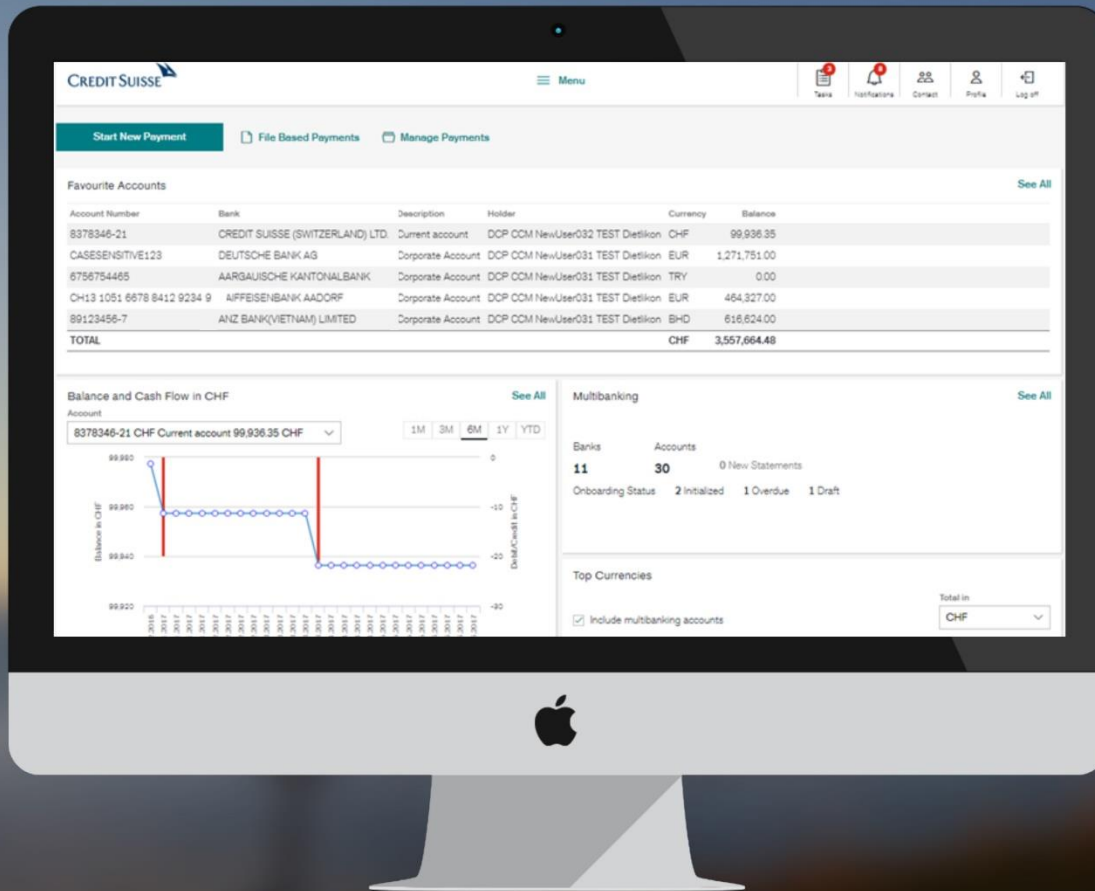 CREDIT SUISSE
Menu
3
Tasks
Notifications
Contact
Profile
Log off
Start New Payment
File Based Payments
Manage Payments
Favourite Accounts
See All
Account Number Bank Description Holder Currency Balance
8378346-21 CREDIT SUISSE (SWITZERLAND) LTD. Current account DCP CCM NewUser032 TEST Dietlikon CHF 99,936.35
CASESENSITIVE123 DEUTSCHE BANK AG Corporate Account DCP CCM NewUser031 TEST Dietlikon EUR 1,271,751.00
6756754465 AARGAUISCHE KANTONALBANK Corporate Account DCP CCM NewUser031 TEST Dietlikon TRY 0.00
CH13 1051 6678 8412 9234 9 AIFFEISENBANK AADORF Corporate Account DCP CCM NewUser031 TEST Dietlikon EUR 464,327.00
89123456-7 ANZ BANK(VIETNAM) LIMITED Corporate Account DCP CCM NewUser031 TEST Dietlikon BHD 616,624.00
TOTAL CHF 3,557,664.48
Balance and Cash Flow in CHF
See All
Account
8378346-21 CHF Current account 99,936.35 CHF
1M 3M 6M 1Y YTD
99,980
99,960
99,940
99,920
Balance in CHF
0
-10
-20
-30
Debit/Credit in CHF
Multibanking
See All
Banks Accounts
11 30 0 New Statements
Onboarding Status 2 Initialized 1 Overdue 1 Draft
Top Currencies
Include multibanking accounts
Total in
CHF